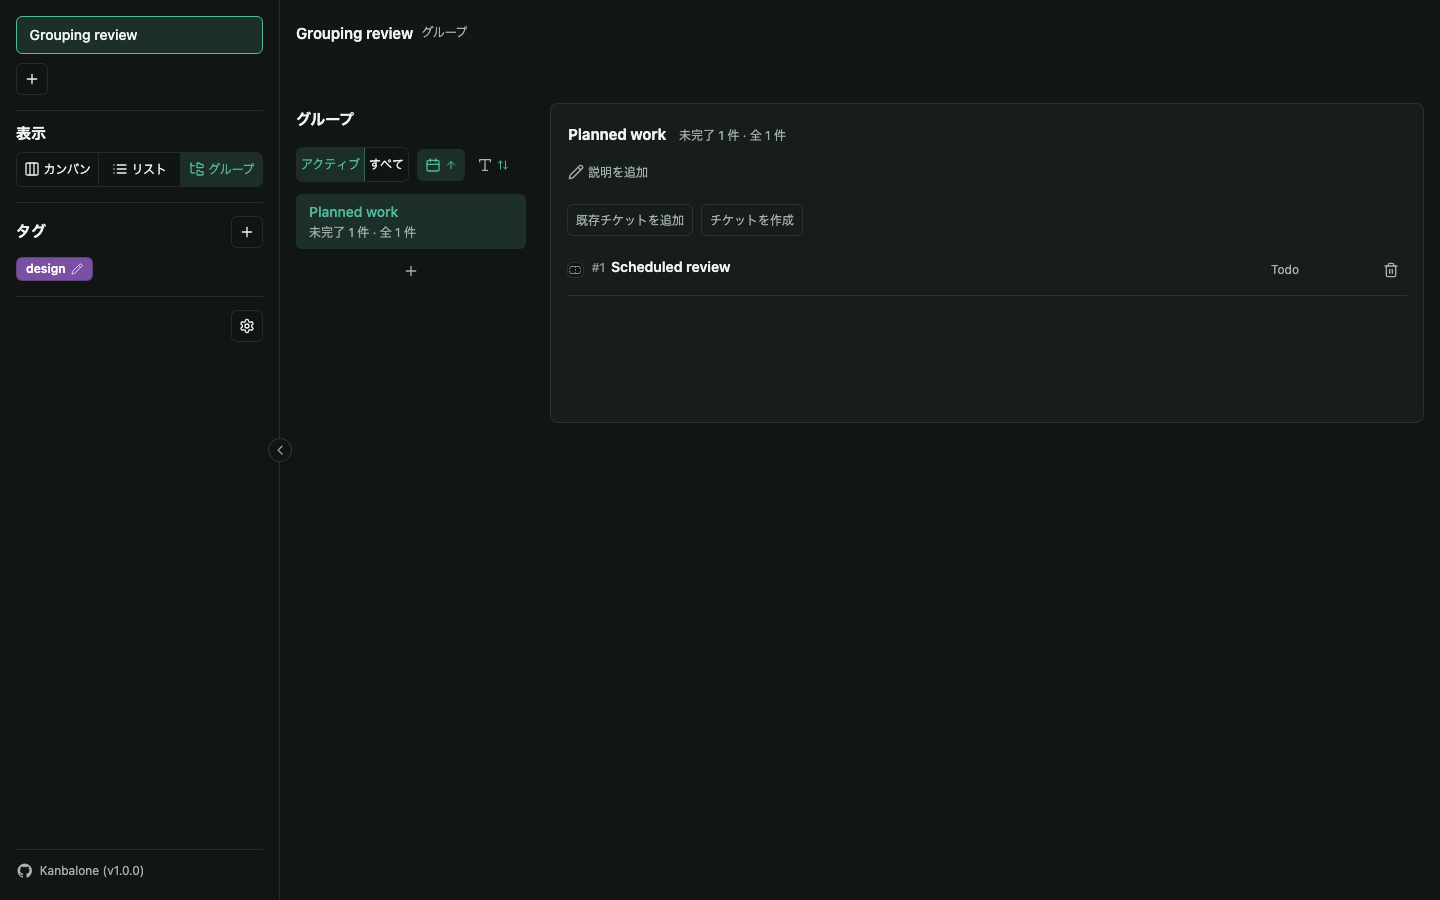 Grouping review
表示
カンバン
リスト
グループ
タグ
design
Kanbalone (v1.0.0)
Grouping review グループ
グループ
アクティブ すべて
Planned work
未完了 1 件 · 全 1 件
Planned work 未完了 1 件 · 全 1 件
説明を追加
既存チケットを追加 チケットを作成
#1 Scheduled review Todo